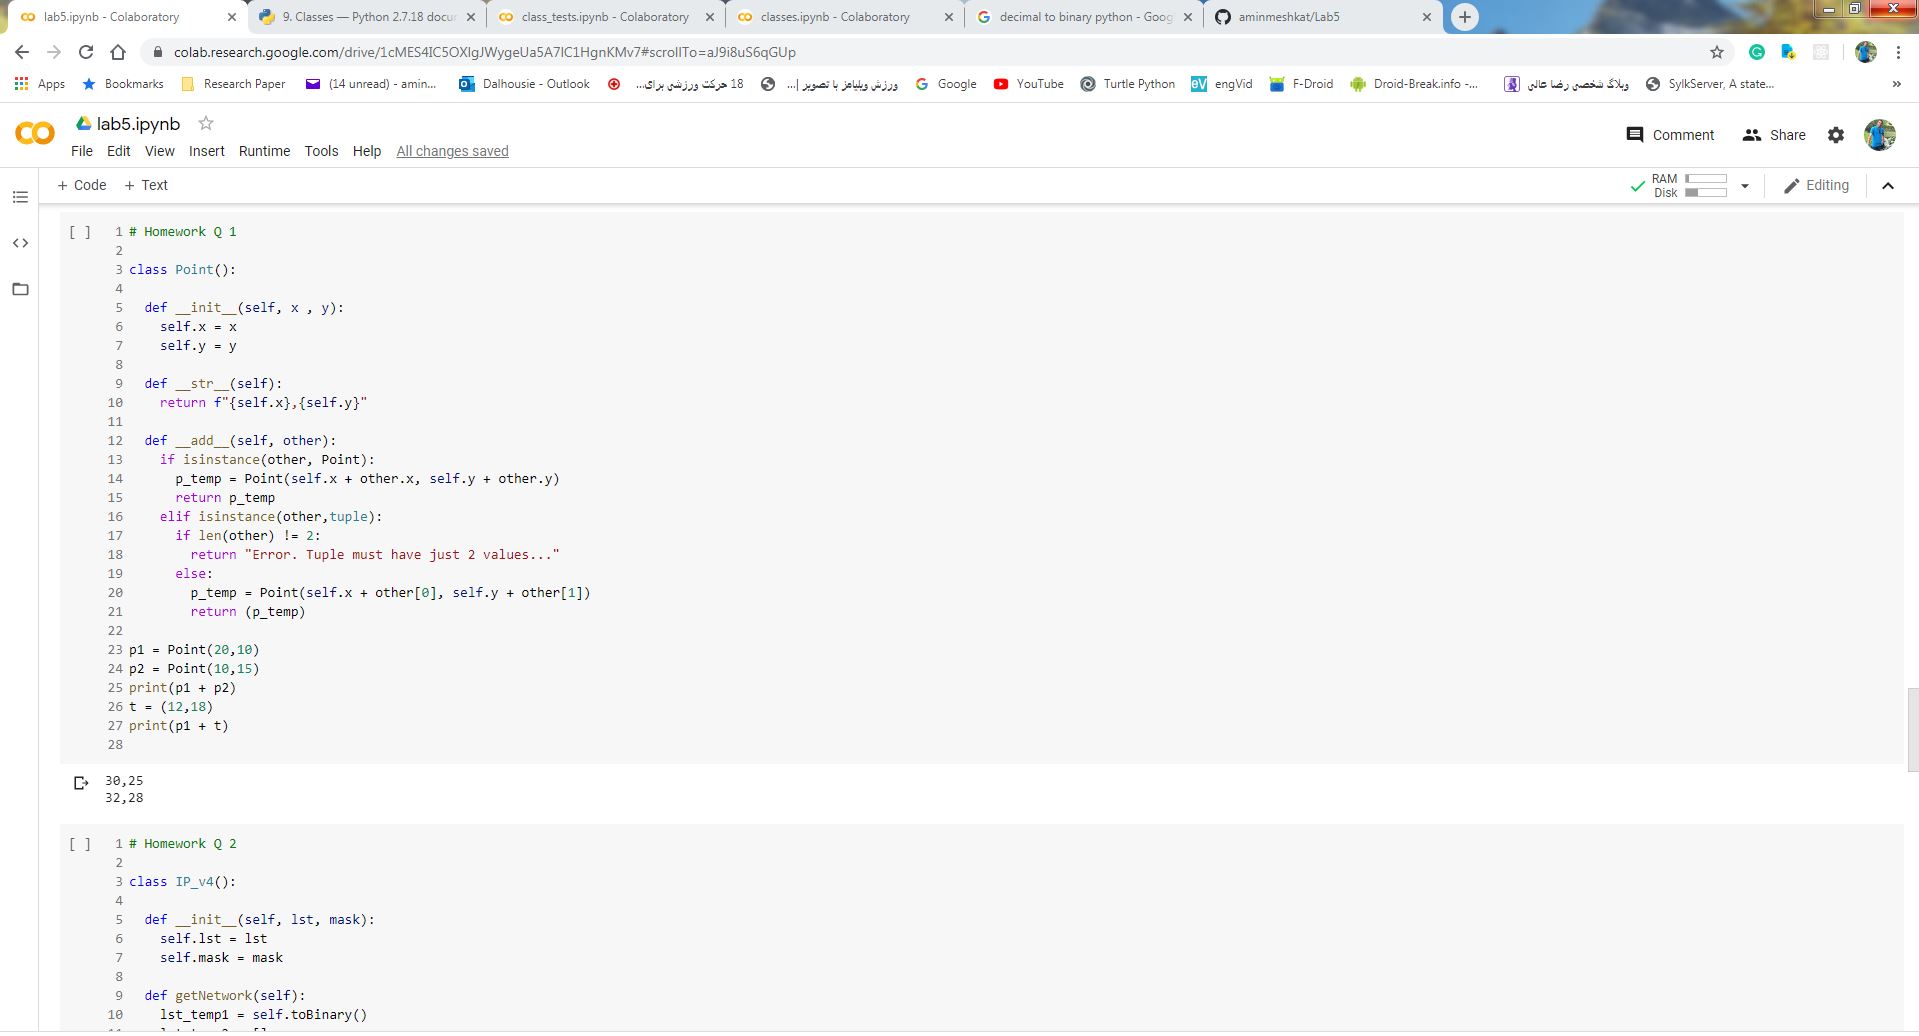 lab5.ipynb - Colaboratory
9. Classes — Python 2.7.18 docu
class_tests.ipynb - Colaboratory
classes.ipynb - Colaboratory
decimal to binary python - Goog
aminmeshkat/Lab5
colab.research.google.com/drive/1cMES4IC5OXlgJWygeUa5A7lC1HgnKMv7#scrollTo=aJ9i8uS6qGUp
Apps
Bookmarks
Research Paper
(14 unread) - amin...
Dalhousie - Outlook
18 حرکت ورزشی برای...
ورزش ویلیامز با تصویر |...
Google
YouTube
Turtle Python
eV engVid
F-Droid
Droid-Break.info -...
وبلاگ شخصی رضا عالی
SylkServer, A state...
»
lab5.ipynb
Comment
Share
File Edit View Insert Runtime Tools Help All changes saved
+ Code + Text
RAM
Disk
Editing
[ ]
1 # Homework Q 1
2
3 class Point():
4
5   def __init__(self, x , y):
6     self.x = x
7     self.y = y
8
9   def __str__(self):
10     return f"{self.x},{self.y}"
11
12   def __add__(self, other):
13     if isinstance(other, Point):
14       p_temp = Point(self.x + other.x, self.y + other.y)
15       return p_temp
16     elif isinstance(other,tuple):
17       if len(other) != 2:
18         return "Error. Tuple must have just 2 values..."
19       else:
20         p_temp = Point(self.x + other[0], self.y + other[1])
21         return (p_temp)
22
23 p1 = Point(20,10)
24 p2 = Point(10,15)
25 print(p1 + p2)
26 t = (12,18)
27 print(p1 + t)
28
30,25
32,28
[ ]
1 # Homework Q 2
2
3 class IP_v4():
4
5   def __init__(self, lst, mask):
6     self.lst = lst
7     self.mask = mask
8
9   def getNetwork(self):
10     lst_temp1 = self.toBinary()